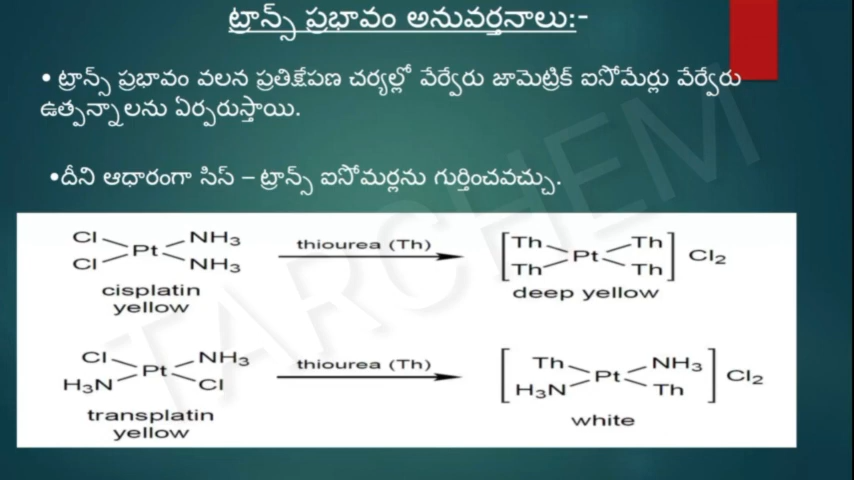 ట్రాన్స్ ప్రభావం అనువర్తనాలు:-
• ట్రాన్స్ ప్రభావం వలన ప్రతిక్షేపణ చర్యల్లో వేర్వేరు జామెట్రిక్ ఐసోమేర్లు వేర్వేరు
ఉత్పన్నాలను ఏర్పరుస్తాయి.
•దీని ఆధారంగా సిస్ – ట్రాన్స్ ఐసోమర్లను గుర్తించవచ్చు.
Cl NH3
Pt
Cl NH3
cisplatin
yellow
thiourea (Th)
Th Th
Pt
Th Th
Cl2
deep yellow
Cl NH3
Pt
H3N Cl
transplatin
yellow
thiourea (Th)
Th NH3
Pt
H3N Th
Cl2
white
TARCHEM